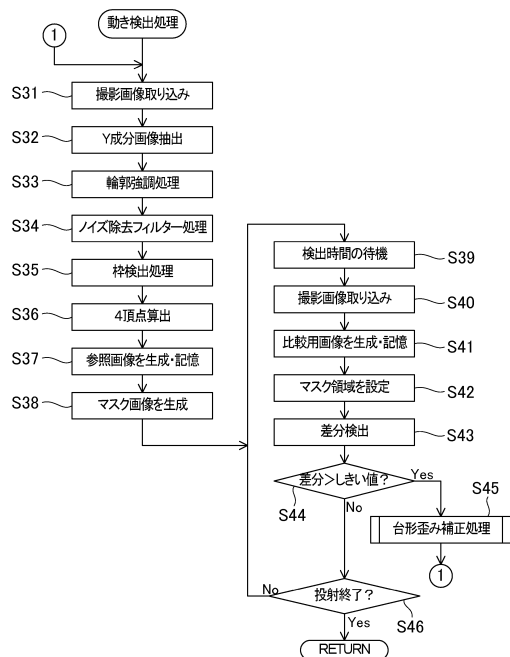 動き検出処理
1
S31
撮影画像取り込み
S32
Y成分画像抽出
S33
輪郭強調処理
S34
ノイズ除去フィルター処理
S35
枠検出処理
S36
4頂点算出
S37
参照画像を生成・記憶
S38
マスク画像を生成
検出時間の待機
S39
撮影画像取り込み
S40
比較用画像を生成・記憶
S41
マスク領域を設定
S42
差分検出
S43
差分>しきい値?
Yes
S44
No
S45
台形歪み補正処理
1
投射終了?
No
S46
Yes
RETURN